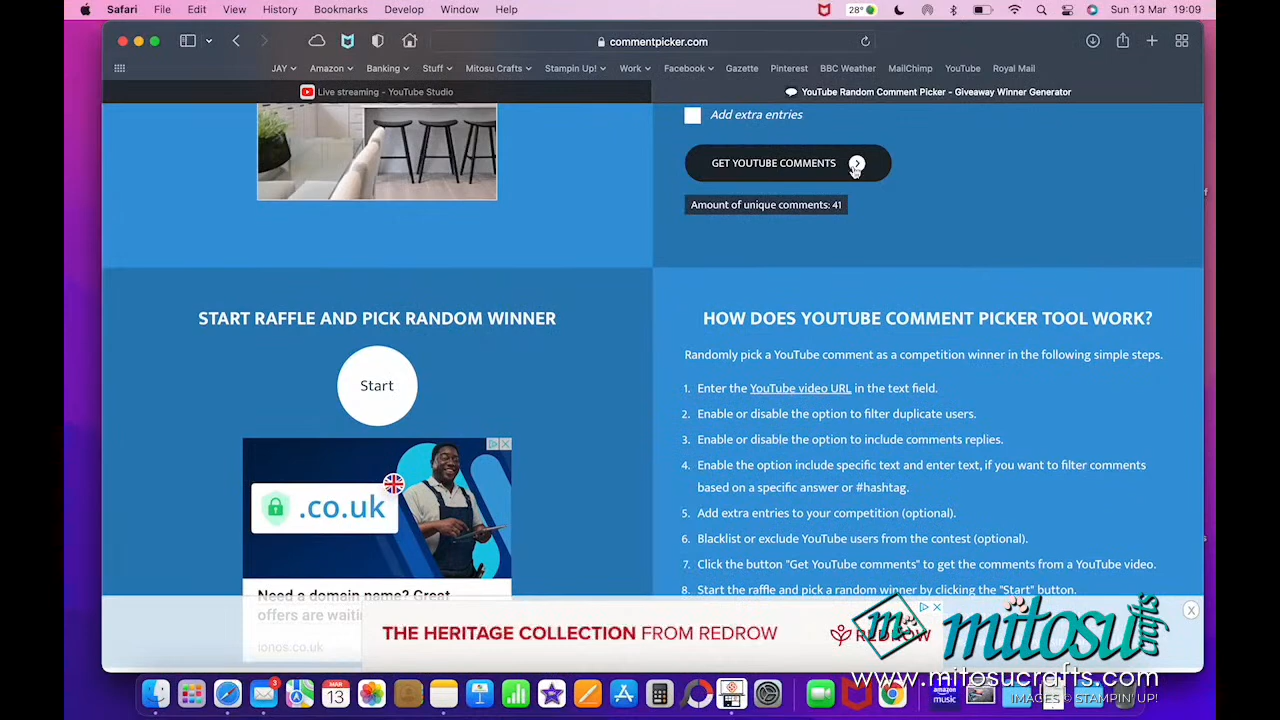 Safari File Edit View History Bookmarks Develop Window Help
28° Sun 13 Mar 19:09
commentpicker.com
JAY Amazon Banking Stuff Mitosu Crafts Stampin Up! Work Facebook Gazette Pinterest BBC Weather MailChimp YouTube Royal Mail
Live streaming - YouTube Studio
YouTube Random Comment Picker - Giveaway Winner Generator
Add extra entries
GET YOUTUBE COMMENTS
Amount of unique comments: 41
START RAFFLE AND PICK RANDOM WINNER
Start
.co.uk
Need a domain name? Great
offers are waiti
ionos.co.uk
HOW DOES YOUTUBE COMMENT PICKER TOOL WORK?
Randomly pick a YouTube comment as a competition winner in the following simple steps.
1. Enter the YouTube video URL in the text field.
2. Enable or disable the option to filter duplicate users.
3. Enable or disable the option to include comments replies.
4. Enable the option include specific text and enter text, if you want to filter comments
based on a specific answer or #hashtag.
5. Add extra entries to your competition (optional).
6. Blacklist or exclude YouTube users from the contest (optional).
7. Click the button "Get YouTube comments" to get the comments from a YouTube video.
8. Start the raffle and pick a random winner by clicking the "Start" button.
THE HERITAGE COLLECTION FROM REDROW
REDROW
m
mitosu
crafts
www.mitosucrafts.com
IMAGES © STAMPIN' UP!
3
MAR
13
amazon
music